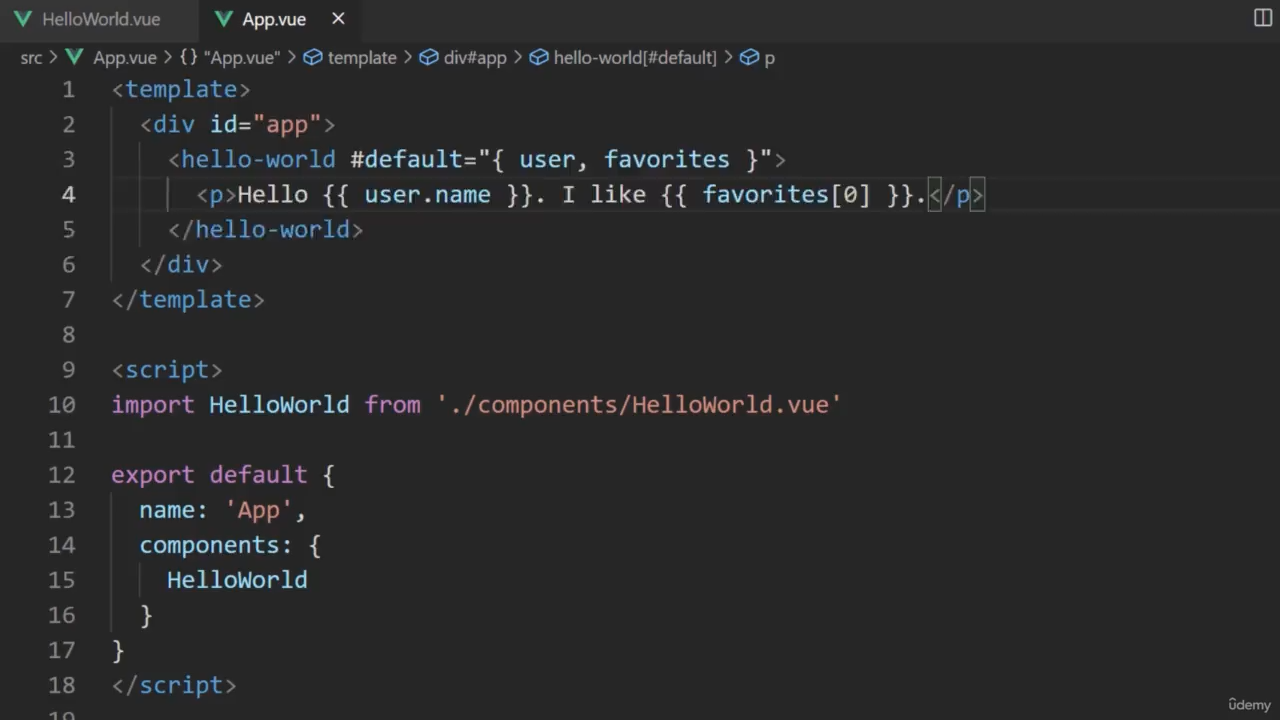 HelloWorld.vue App.vue ×
src > App.vue > {} "App.vue" > template > div#app > hello-world[#default] > p
1 <template>
2   <div id="app">
3     <hello-world #default="{ user, favorites }">
4       <p>Hello {{ user.name }}. I like {{ favorites[0] }}.</p>
5     </hello-world>
6   </div>
7 </template>
8
9 <script>
10 import HelloWorld from './components/HelloWorld.vue'
11
12 export default {
13   name: 'App',
14   components: {
15     HelloWorld
16   }
17 }
18 </script>
19
ûdemy